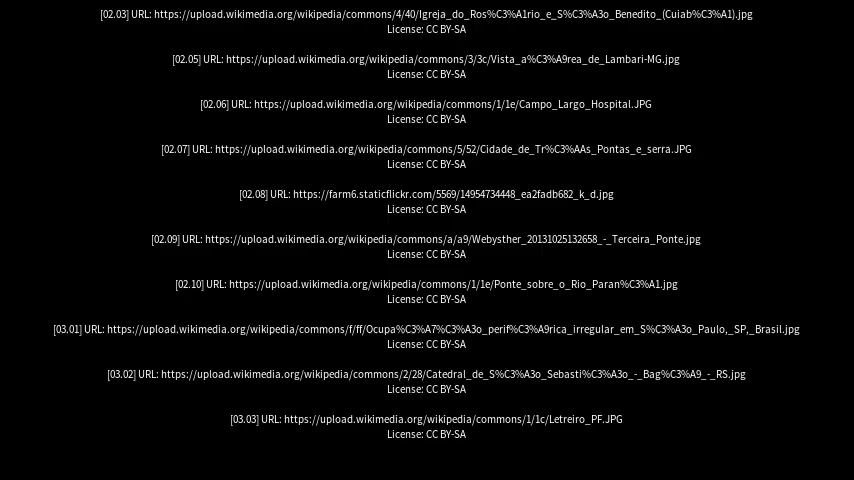 [02.03] URL: https://upload.wikimedia.org/wikipedia/commons/4/40/Igreja_do_Ros%C3%A1rio_e_S%C3%A3o_Benedito_(Cuiab%C3%A1).jpg
License: CC BY-SA
[02.05] URL: https://upload.wikimedia.org/wikipedia/commons/3/3c/Vista_a%C3%A9rea_de_Lambari-MG.jpg
License: CC BY-SA
[02.06] URL: https://upload.wikimedia.org/wikipedia/commons/1/1e/Campo_Largo_Hospital.JPG
License: CC BY-SA
[02.07] URL: https://upload.wikimedia.org/wikipedia/commons/5/52/Cidade_de_Tr%C3%AAs_Pontas_e_serra.JPG
License: CC BY-SA
[02.08] URL: https://farm6.staticflickr.com/5569/14954734448_ea2fadb682_k_d.jpg
License: CC BY-SA
[02.09] URL: https://upload.wikimedia.org/wikipedia/commons/a/a9/Webysther_20131025132658_-_Terceira_Ponte.jpg
License: CC BY-SA
[02.10] URL: https://upload.wikimedia.org/wikipedia/commons/1/1e/Ponte_sobre_o_Rio_Paran%C3%A1.jpg
License: CC BY-SA
[03.01] URL: https://upload.wikimedia.org/wikipedia/commons/f/ff/Ocupa%C3%A7%C3%A3o_perif%C3%A9rica_irregular_em_S%C3%A3o_Paulo,_SP,_Brasil.jpg
License: CC BY-SA
[03.02] URL: https://upload.wikimedia.org/wikipedia/commons/2/28/Catedral_de_S%C3%A3o_Sebasti%C3%A3o_-_Bag%C3%A9_-_RS.jpg
License: CC BY-SA
[03.03] URL: https://upload.wikimedia.org/wikipedia/commons/1/1c/Letreiro_PF.JPG
License: CC BY-SA